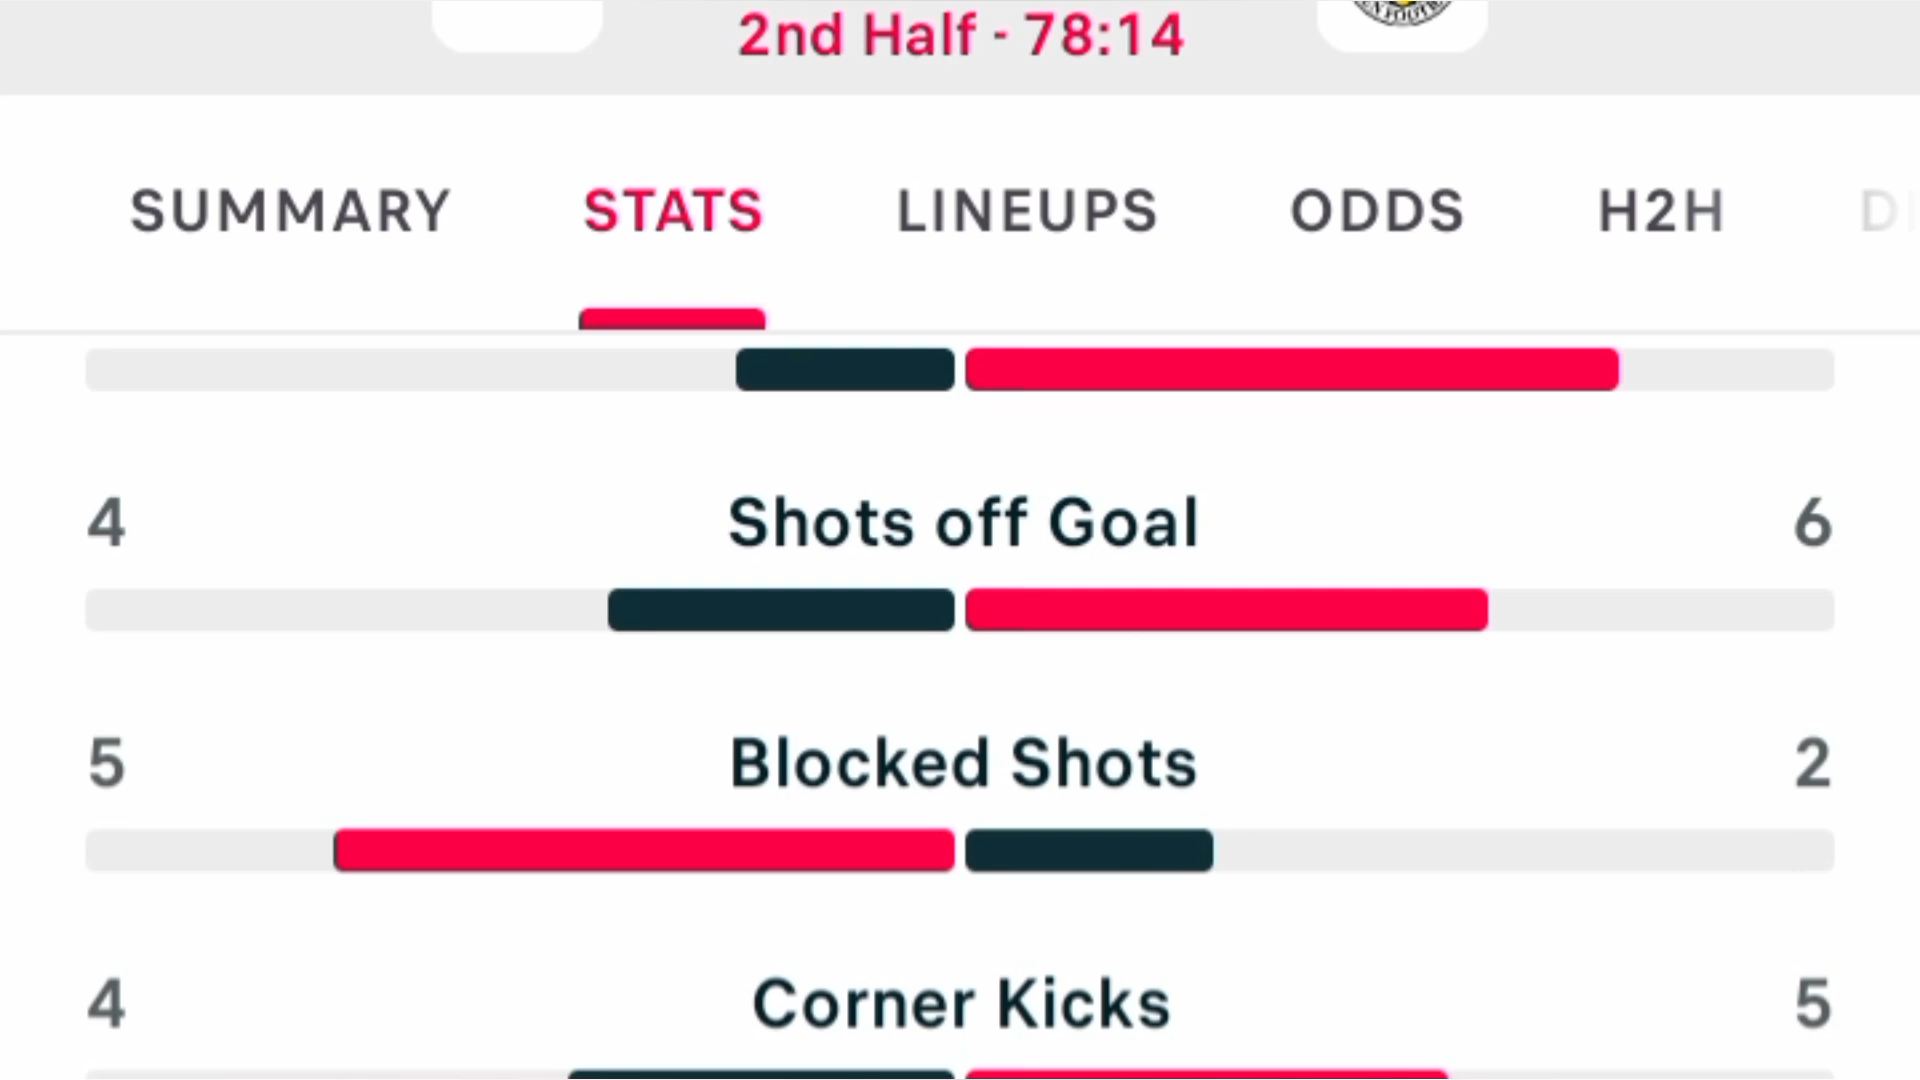 2nd Half - 78:14
SUMMARY STATS LINEUPS ODDS H2H
4 Shots off Goal 6
5 Blocked Shots 2
4 Corner Kicks 5